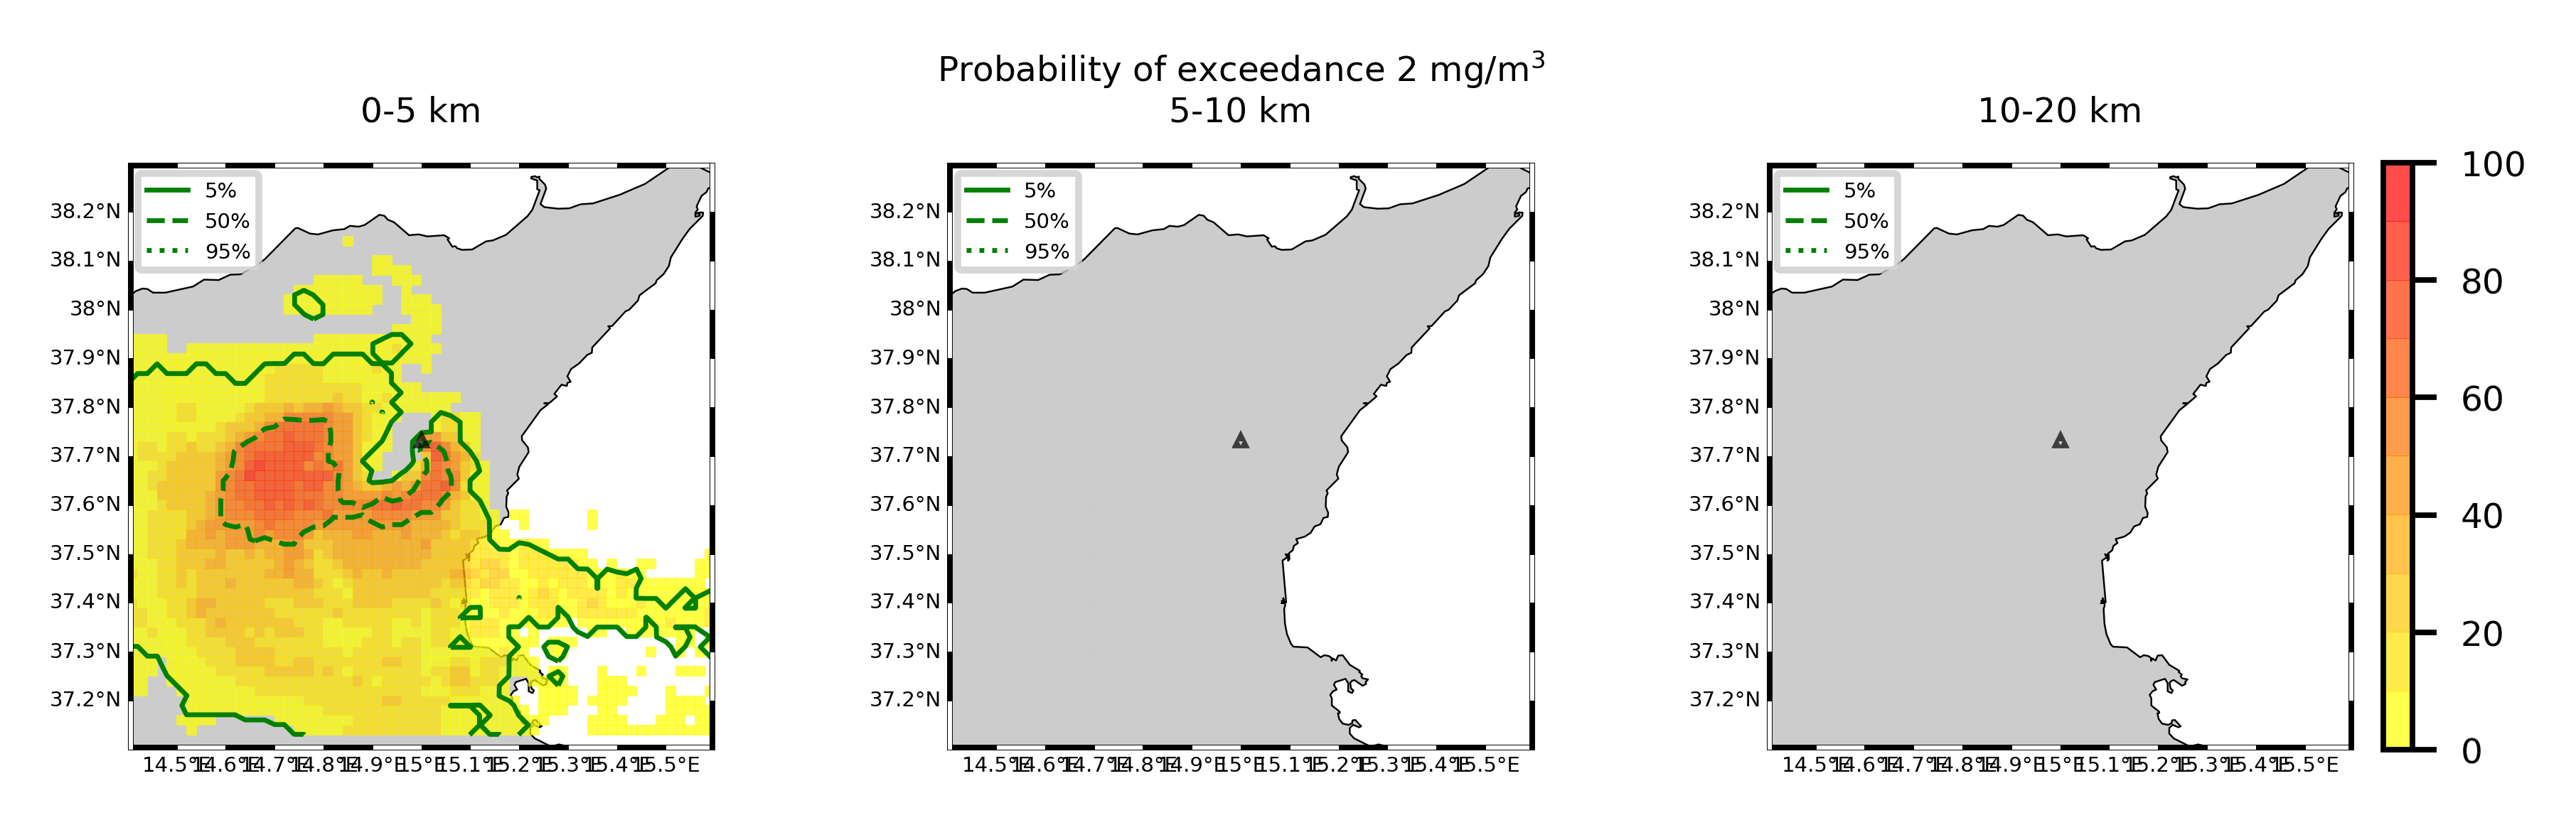 Probability of exceedance 2 mg/m³
0-5 km
5-10 km
10-20 km
5%
50%
95%
38.2°N
38.1°N
38°N
37.9°N
37.8°N
37.7°N
37.6°N
37.5°N
37.4°N
37.3°N
37.2°N
14.5°E 14.6°E 14.7°E 14.8°E 14.9°E 15°E 15.1°E 15.2°E 15.3°E 15.4°E 15.5°E
5%
50%
95%
38.2°N
38.1°N
38°N
37.9°N
37.8°N
37.7°N
37.6°N
37.5°N
37.4°N
37.3°N
37.2°N
14.5°E 14.6°E 14.7°E 14.8°E 14.9°E 15°E 15.1°E 15.2°E 15.3°E 15.4°E 15.5°E
5%
50%
95%
38.2°N
38.1°N
38°N
37.9°N
37.8°N
37.7°N
37.6°N
37.5°N
37.4°N
37.3°N
37.2°N
14.5°E 14.6°E 14.7°E 14.8°E 14.9°E 15°E 15.1°E 15.2°E 15.3°E 15.4°E 15.5°E
100
80
60
40
20
0